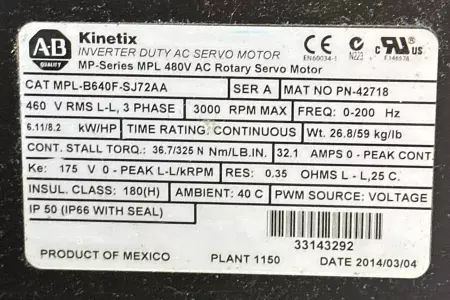 A-B
QUALITY
Kinetix
INVERTER DUTY AC SERVO MOTOR
MP-Series MPL 480V AC Rotary Servo Motor
CE
EN60034-1
C
N223
c RU US
CAT MPL-B640F-SJ72AA SER A MAT NO PN-42718
460 V RMS L-L, 3 PHASE 3000 RPM MAX FREQ: 0-200 Hz
6.11/8.2 kW/HP TIME RATING: CONTINUOUS Wt. 26.8/59 kg/lb
CONT. STALL TORQ.: 36.7/325 N Nm/LB.IN. 32.1 AMPS 0 - PEAK CONT.
Ke: 175 V 0 - PEAK L-L/kRPM RES: 0.35 OHMS L - L,25 C.
INSUL. CLASS: 180(H) AMBIENT: 40 C PWM SOURCE: VOLTAGE
IP 50 (IP66 WITH SEAL)
33143292
PRODUCT OF MEXICO PLANT 1150 DATE 2014/03/04